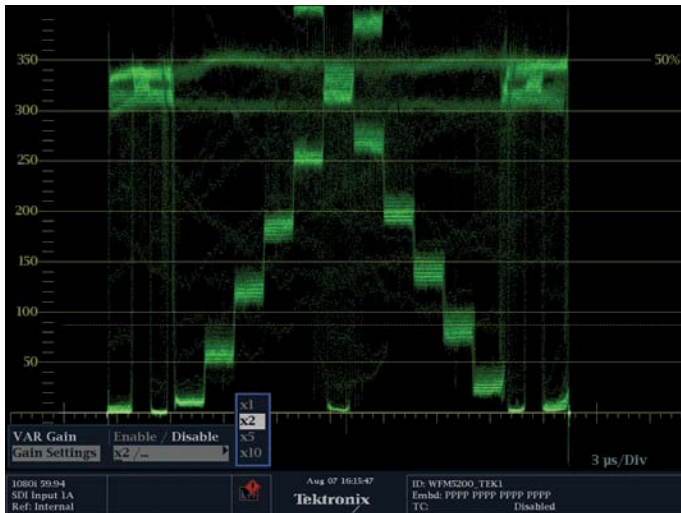 350
50%
300
250
200
150
100
50
VAR Gain
Enable / Disable
Gain Settings
x2 /...
x1
x2
x5
x10
3 µs/Div
1080i 59.94
SDI Input 1A
Ref: Internal
Aug 07 16:15:47
Tektronix
ID: WFM5200_TEK1
Embd: PPPP PPPP PPPP PPPP
TC: Disabled